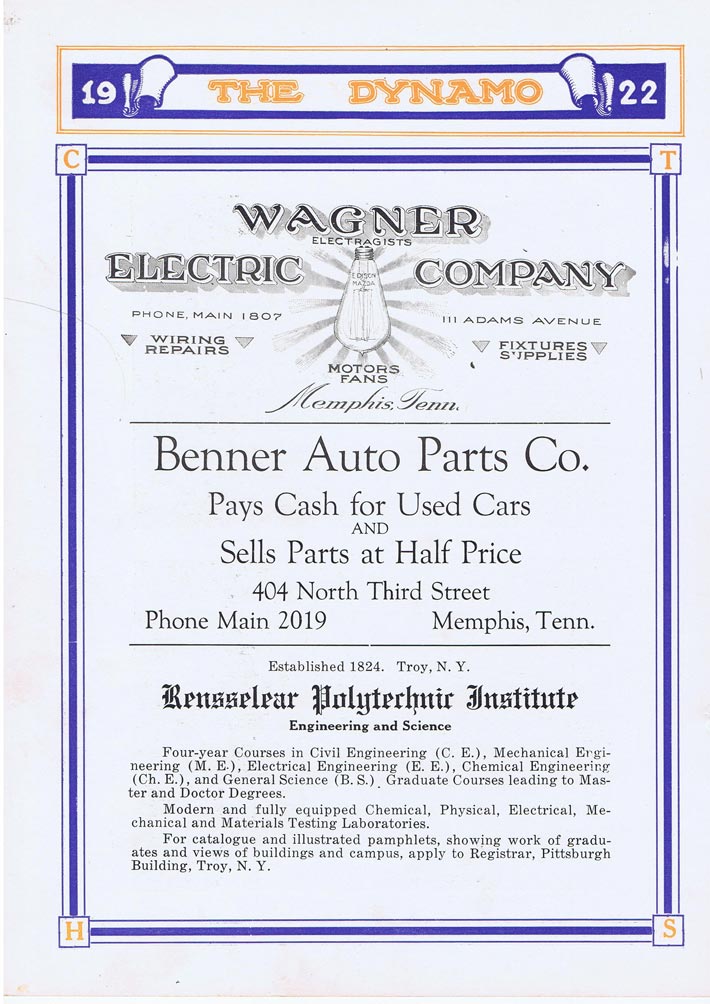 19 THE DYNAMO 22
C T
WAGNER
ELECTRAGISTS
ELECTRIC COMPANY
EDISON
MAZDA
PHONE, MAIN 1807 111 ADAMS AVENUE
WIRING FIXTURES
REPAIRS SUPPLIES
MOTORS
FANS
Memphis, Tenn.
Benner Auto Parts Co.
Pays Cash for Used Cars
AND
Sells Parts at Half Price
404 North Third Street
Phone Main 2019 Memphis, Tenn.
Established 1824. Troy, N. Y.
Rensselear Polytechnic Institute
Engineering and Science
Four-year Courses in Civil Engineering (C. E.), Mechanical Engi-
neering (M. E.), Electrical Engineering (E. E.), Chemical Engineering
(Ch. E.), and General Science (B. S.). Graduate Courses leading to Mas-
ter and Doctor Degrees.
Modern and fully equipped Chemical, Physical, Electrical, Me-
chanical and Materials Testing Laboratories.
For catalogue and illustrated pamphlets, showing work of gradu-
ates and views of buildings and campus, apply to Registrar, Pittsburgh
Building, Troy, N. Y.
H S